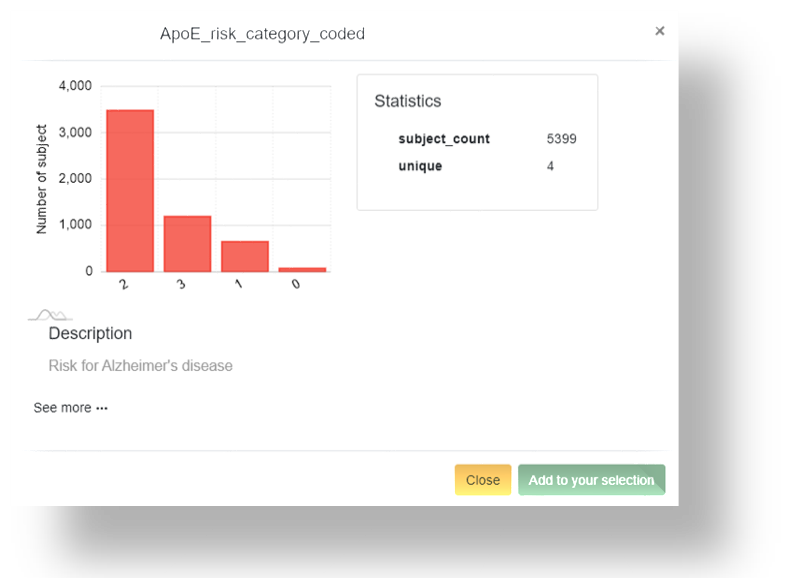 ApoE_risk_category_coded
×
4,000
3,000
2,000
1,000
0
Number of subject
2
3
1
0
Statistics
subject_count 5399
unique 4
Description
Risk for Alzheimer's disease
See more •••
Close
Add to your selection